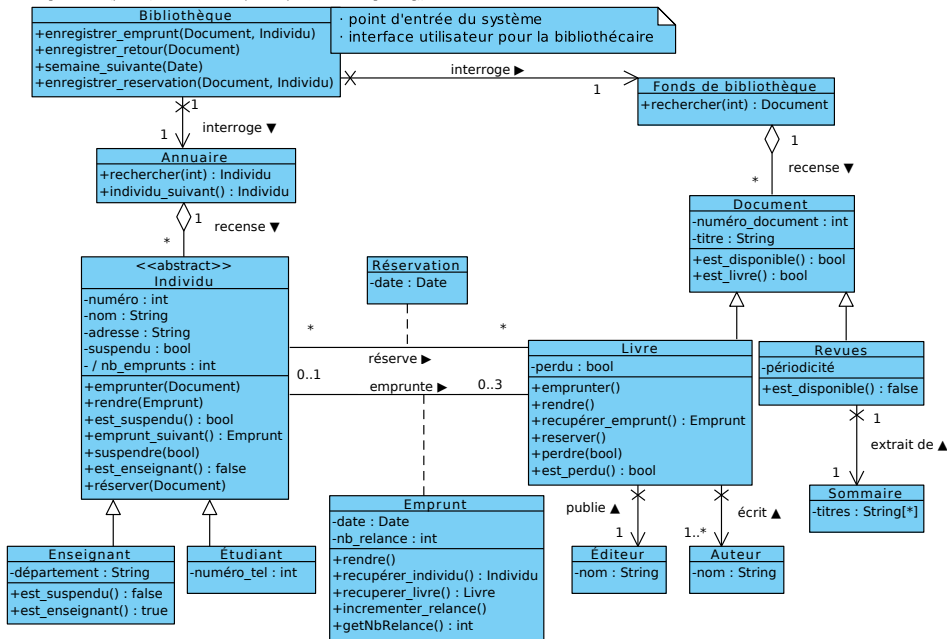 Bibliothèque
+enregistrer_emprunt(Document, Individu)
+enregistrer_retour(Document)
+semaine_suivante(Date)
+enregistrer_reservation(Document, Individu)
· point d'entrée du système
· interface utilisateur pour la bibliothécaire
interroge ▶
1
Fonds de bibliothèque
+rechercher(int) : Document
1
interroge ▼
1
Annuaire
+rechercher(int) : Individu
+individu_suivant() : Individu
1
recense ▼
*
1
recense ▼
*
Document
-numéro_document : int
-titre : String
+est_disponible() : bool
+est_livre() : bool
<<abstract>>
Individu
-numéro : int
-nom : String
-adresse : String
-suspendu : bool
- / nb_emprunts : int
+emprunter(Document)
+rendre(Emprunt)
+est_suspendu() : bool
+emprunt_suivant() : Emprunt
+suspendre(bool)
+est_enseignant() : false
+réserver(Document)
Réservation
-date : Date
*
*
réserve ▶
0..1
emprunte ▶
0..3
Livre
-perdu : bool
+emprunter()
+rendre()
+recupérer_emprunt() : Emprunt
+reserver()
+perdre(bool)
+est_perdu() : bool
Revues
-périodicité
+est_disponible() : false
1
extrait de ▲
1
Sommaire
-titres : String[*]
publie ▲
1
écrit ▲
1..*
Éditeur
-nom : String
Auteur
-nom : String
Emprunt
-date : Date
-nb_relance : int
+rendre()
+recupérer_individu() : Individu
+recuperer_livre() : Livre
+incrementer_relance()
+getNbRelance() : int
Enseignant
-département : String
+est_suspendu() : false
+est_enseignant() : true
Étudiant
-numéro_tel : int